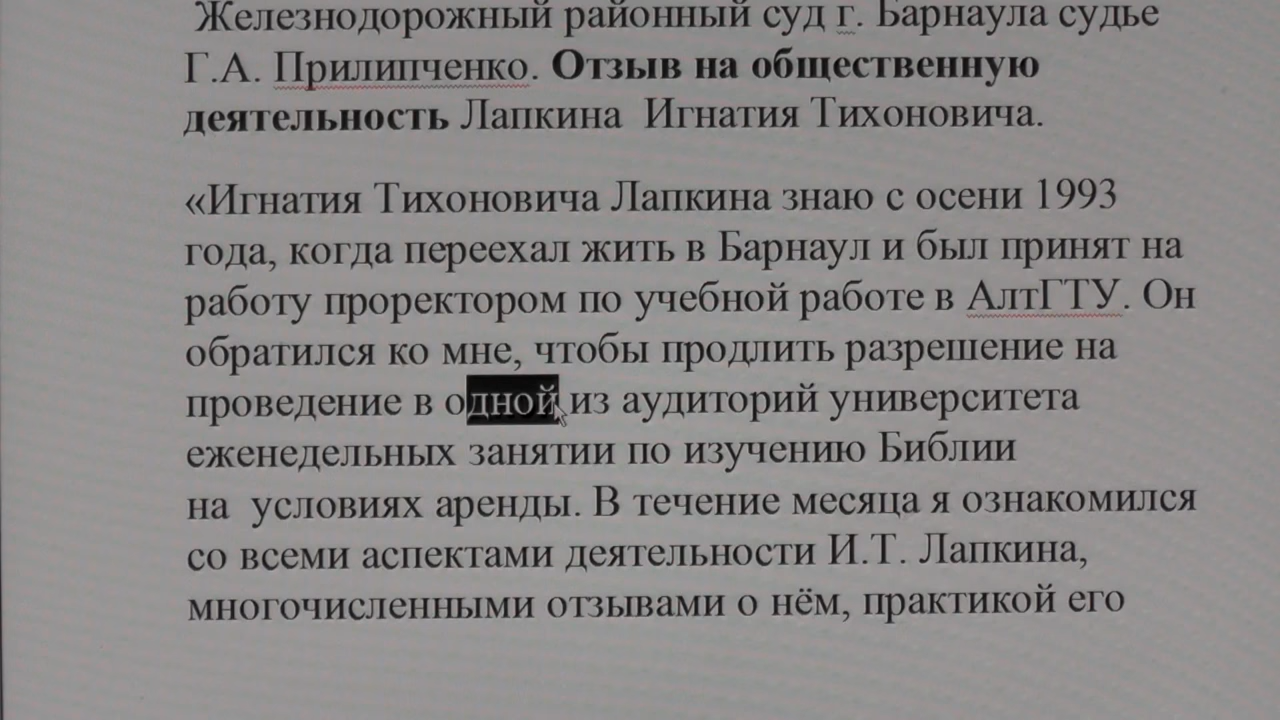 Железнодорожный районный суд г. Барнаула судье
Г.А. Прилипченко. Отзыв на общественную
деятельность Лапкина  Игнатия Тихоновича.
«Игнатия Тихоновича Лапкина знаю с осени 1993
года, когда переехал жить в Барнаул и был принят на
работу проректором по учебной работе в АлтГТУ. Он
обратился ко мне, чтобы продлить разрешение на
проведение в одной из аудиторий университета
еженедельных занятии по изучению Библии
на  условиях аренды. В течение месяца я ознакомился
со всеми аспектами деятельности И.Т. Лапкина,
многочисленными отзывами о нём, практикой его